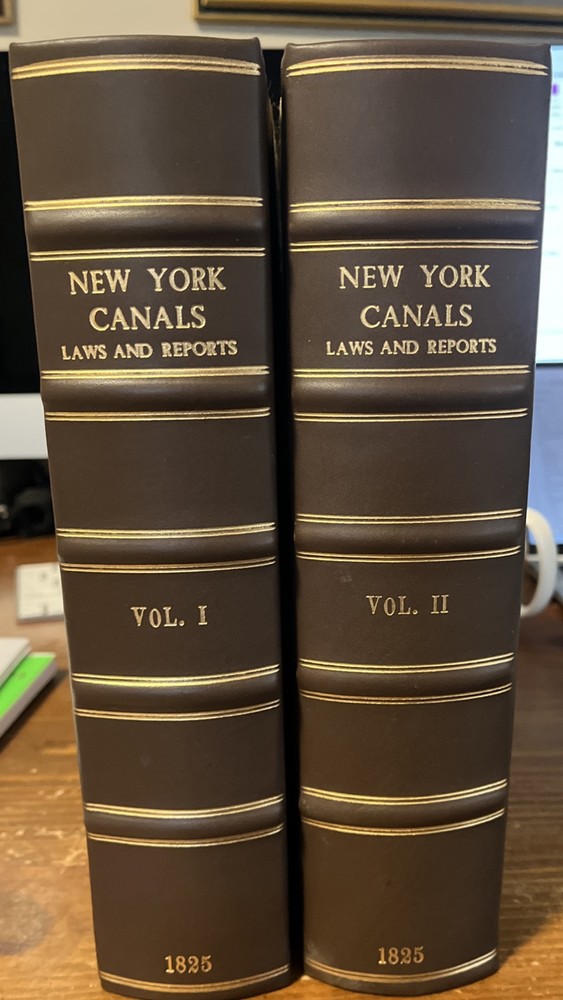 NEW YORK
CANALS
LAWS AND REPORTS
VOL. I
1825
NEW YORK
CANALS
LAWS AND REPORTS
VOL. II
1825